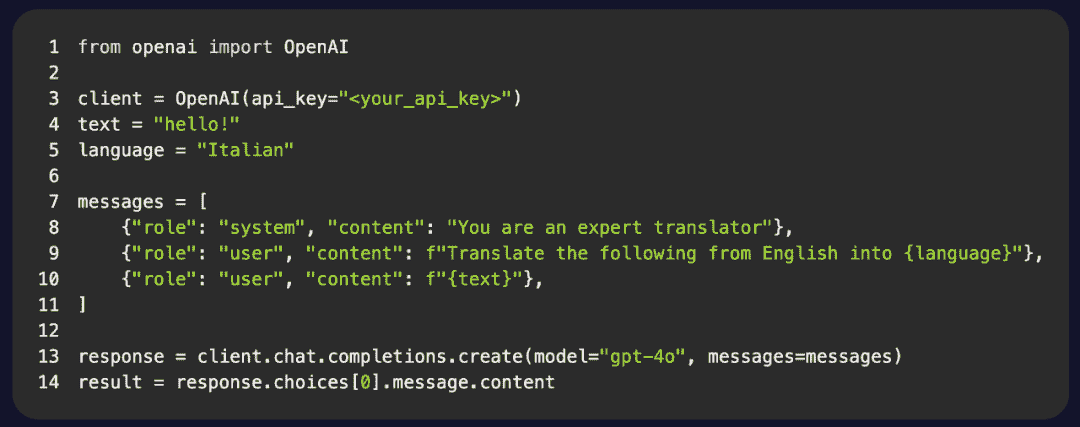 1 from openai import OpenAI
2
3 client = OpenAI(api_key="<your_api_key>")
4 text = "hello!"
5 language = "Italian"
6
7 messages = [
8     {"role": "system", "content": "You are an expert translator"},
9     {"role": "user", "content": f"Translate the following from English into {language}"},
10     {"role": "user", "content": f"{text}"},
11 ]
12
13 response = client.chat.completions.create(model="gpt-4o", messages=messages)
14 result = response.choices[0].message.content